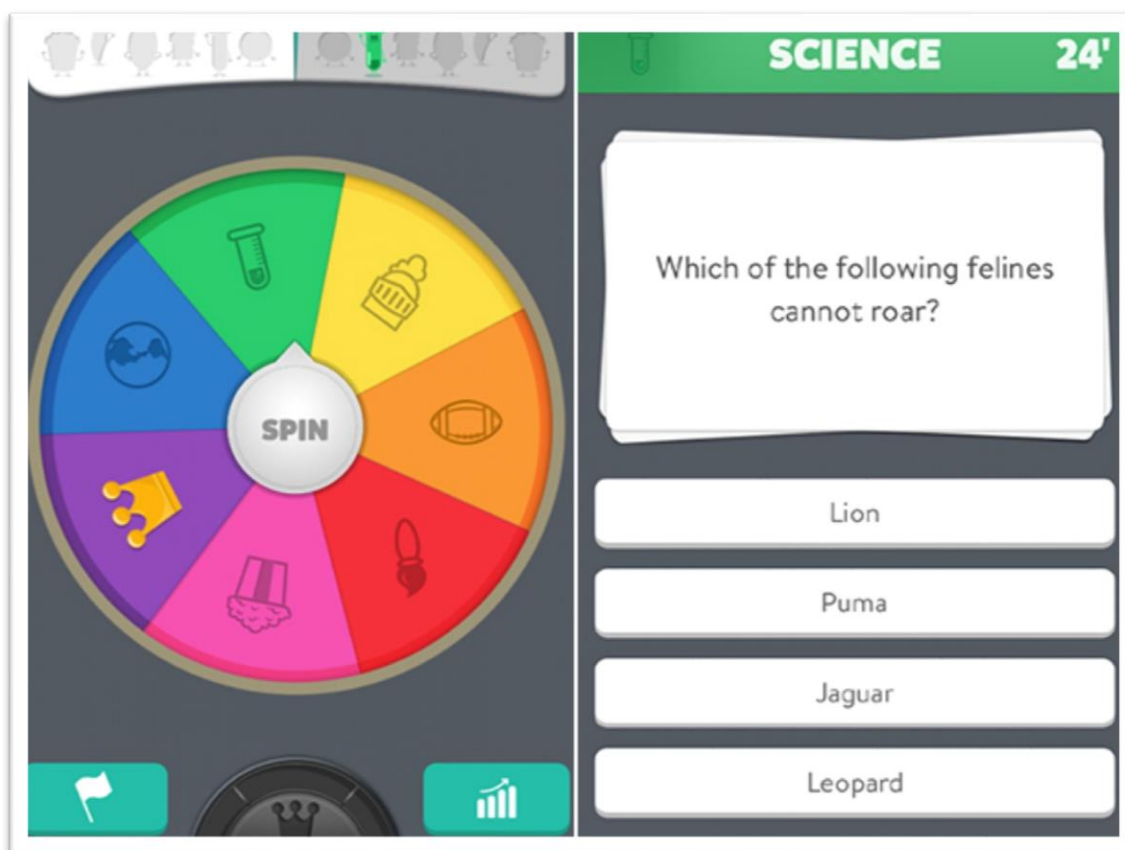 SPIN
SCIENCE 24'
Which of the following felines
cannot roar?
Lion
Puma
Jaguar
Leopard